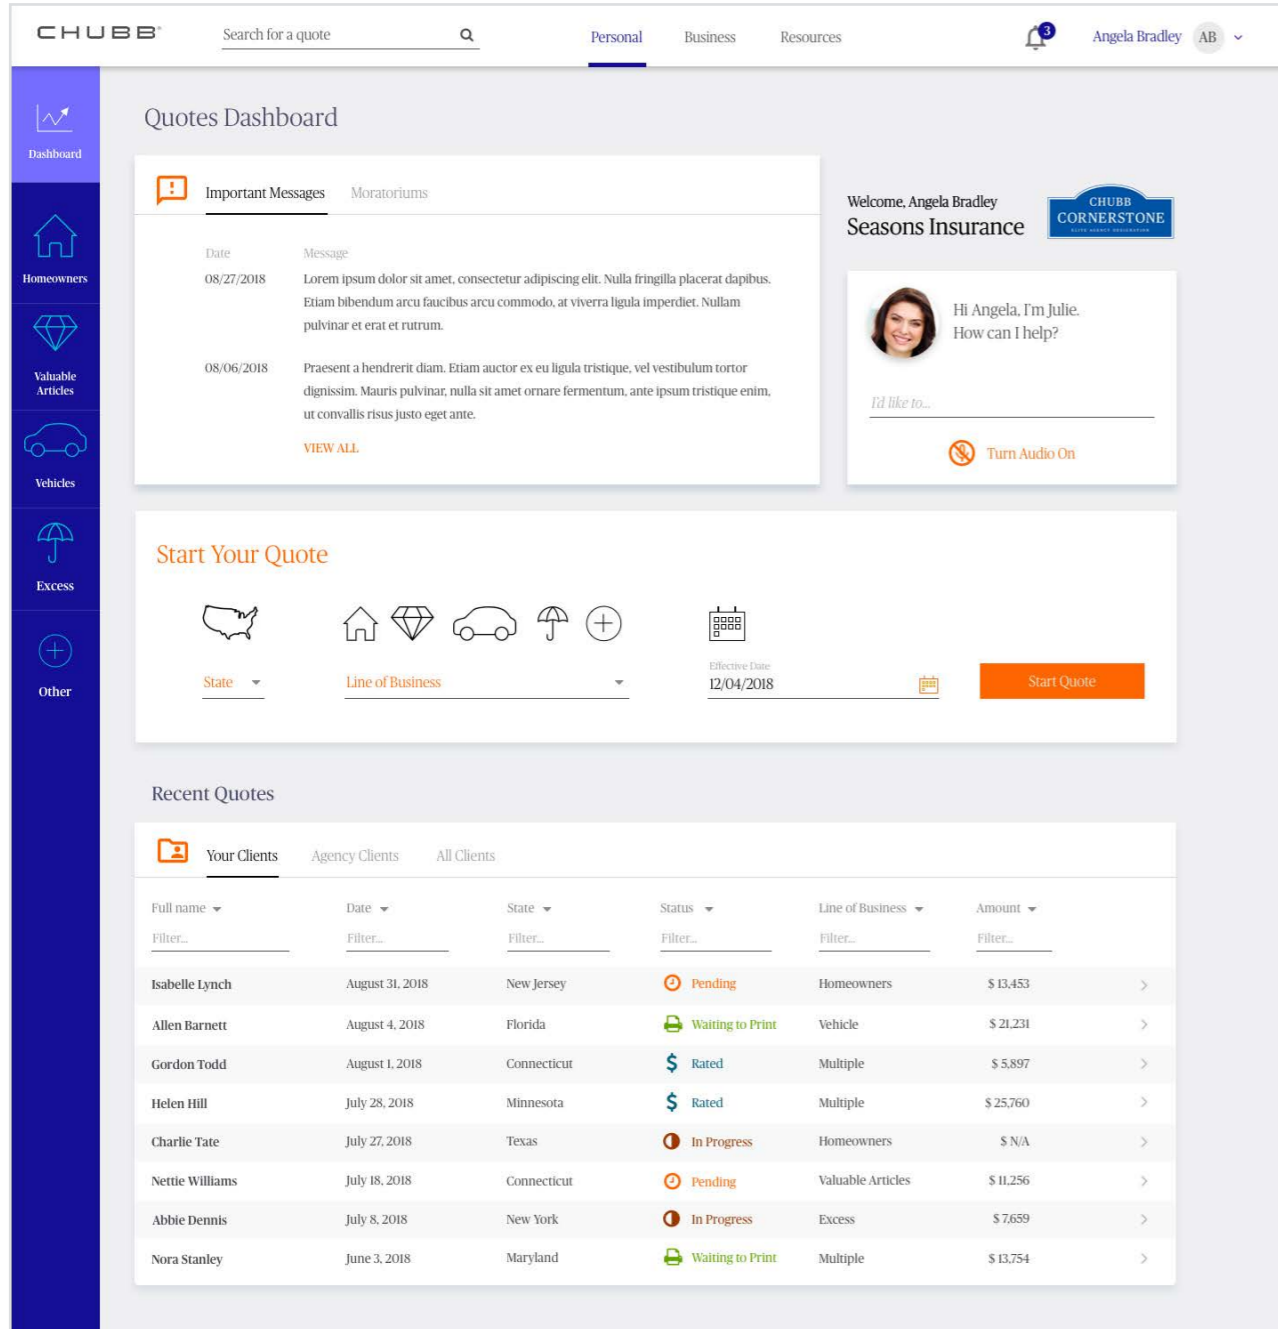 CHUBB
Search for a quote
Personal
Business
Resources
3
Angela Bradley
AB
Dashboard
Homeowners
Valuable
Articles
Vehicles
Excess
Other
Quotes Dashboard
Important Messages
Moratoriums
Date
Message
08/27/2018
Lorem ipsum dolor sit amet, consectetur adipiscing elit. Nulla fringilla placerat dapibus.
Etiam bibendum arcu faucibus arcu commodo, at viverra ligula imperdiet. Nullam
pulvinar et erat et rutrum.
08/06/2018
Praesent a hendrerit diam. Etiam auctor ex eu ligula tristique, vel vestibulum tortor
dignissim. Mauris pulvinar, nulla sit amet ornare fermentum, ante ipsum tristique enim,
ut convallis risus justo eget ante.
VIEW ALL
Welcome, Angela Bradley
Seasons Insurance
CHUBB
CORNERSTONE
ELITE AGENCY DESIGNATION
Hi Angela, I'm Julie.
How can I help?
I'd like to...
Turn Audio On
Start Your Quote
State
Line of Business
Effective Date
12/04/2018
Start Quote
Recent Quotes
Your Clients
Agency Clients
All Clients
Full name Date State Status Line of Business Amount
Filter... Filter... Filter... Filter... Filter... Filter...
Isabelle Lynch August 31, 2018 New Jersey Pending Homeowners $ 13,453
Allen Barnett August 4, 2018 Florida Waiting to Print Vehicle $ 21,231
Gordon Todd August 1, 2018 Connecticut $ Rated Multiple $ 5,897
Helen Hill July 28, 2018 Minnesota $ Rated Multiple $ 25,760
Charlie Tate July 27, 2018 Texas In Progress Homeowners $ N/A
Nettie Williams July 18, 2018 Connecticut Pending Valuable Articles $ 11,256
Abbie Dennis July 8, 2018 New York In Progress Excess $ 7,659
Nora Stanley June 3, 2018 Maryland Waiting to Print Multiple $ 13,754